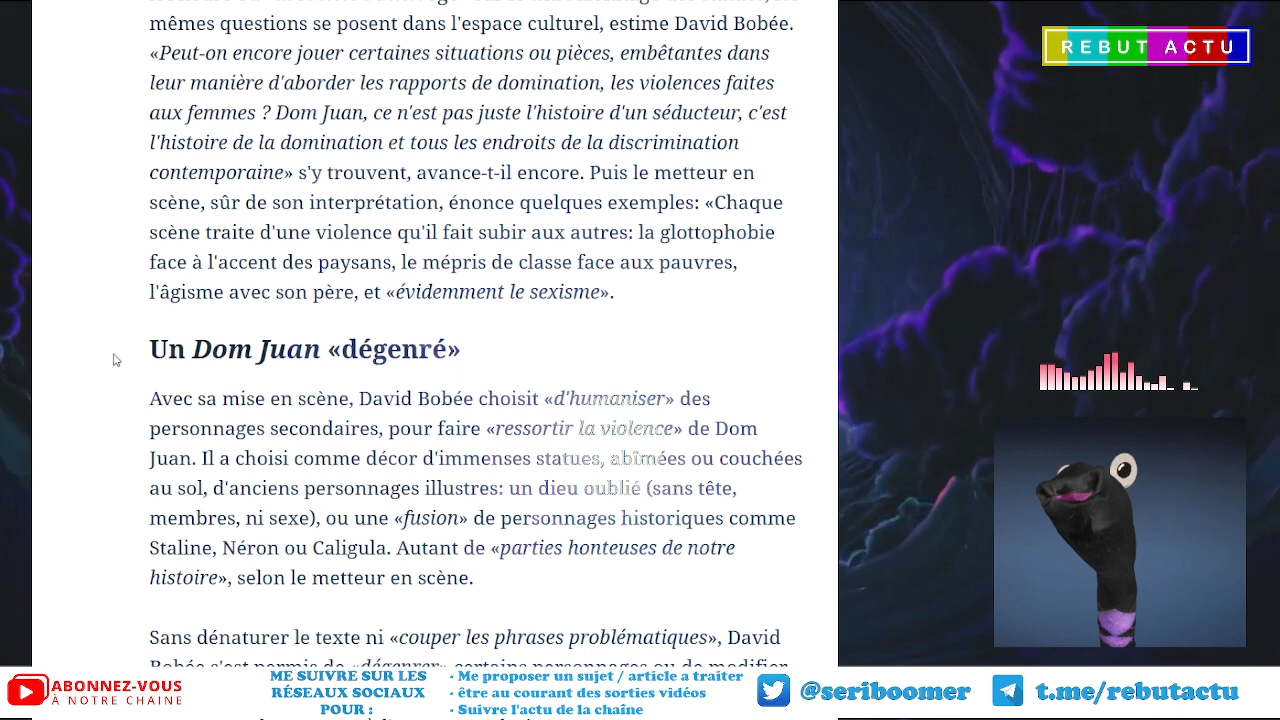 mêmes questions se posent dans l'espace culturel, estime David Bobée.
«Peut-on encore jouer certaines situations ou pièces, embêtantes dans
leur manière d'aborder les rapports de domination, les violences faites
aux femmes ? Dom Juan, ce n'est pas juste l'histoire d'un séducteur, c'est
l'histoire de la domination et tous les endroits de la discrimination
contemporaine» s'y trouvent, avance-t-il encore. Puis le metteur en
scène, sûr de son interprétation, énonce quelques exemples: «Chaque
scène traite d'une violence qu'il fait subir aux autres: la glottophobie
face à l'accent des paysans, le mépris de classe face aux pauvres,
l'âgisme avec son père, et «évidemment le sexisme».
Un Dom Juan «dégenré»
Avec sa mise en scène, David Bobée choisit «d'humaniser» des
personnages secondaires, pour faire «ressortir la violence» de Dom
Juan. Il a choisi comme décor d'immenses statues, abîmées ou couchées
au sol, d'anciens personnages illustres: un dieu oublié (sans tête,
membres, ni sexe), ou une «fusion» de personnages historiques comme
Staline, Néron ou Caligula. Autant de «parties honteuses de notre
histoire», selon le metteur en scène.
Sans dénaturer le texte ni «couper les phrases problématiques», David
Bobée s'est permis de «dégenrer» certains personnages ou de modifier
REBUT ACTU
ABONNEZ-VOUS
À NOTRE CHAINE
ME SUIVRE SUR LES
RÉSEAUX SOCIAUX
POUR :
- Me proposer un sujet / article a traiter
- être au courant des sorties vidéos
- Suivre l'actu de la chaîne
@seriboomer
t.me/rebutactu